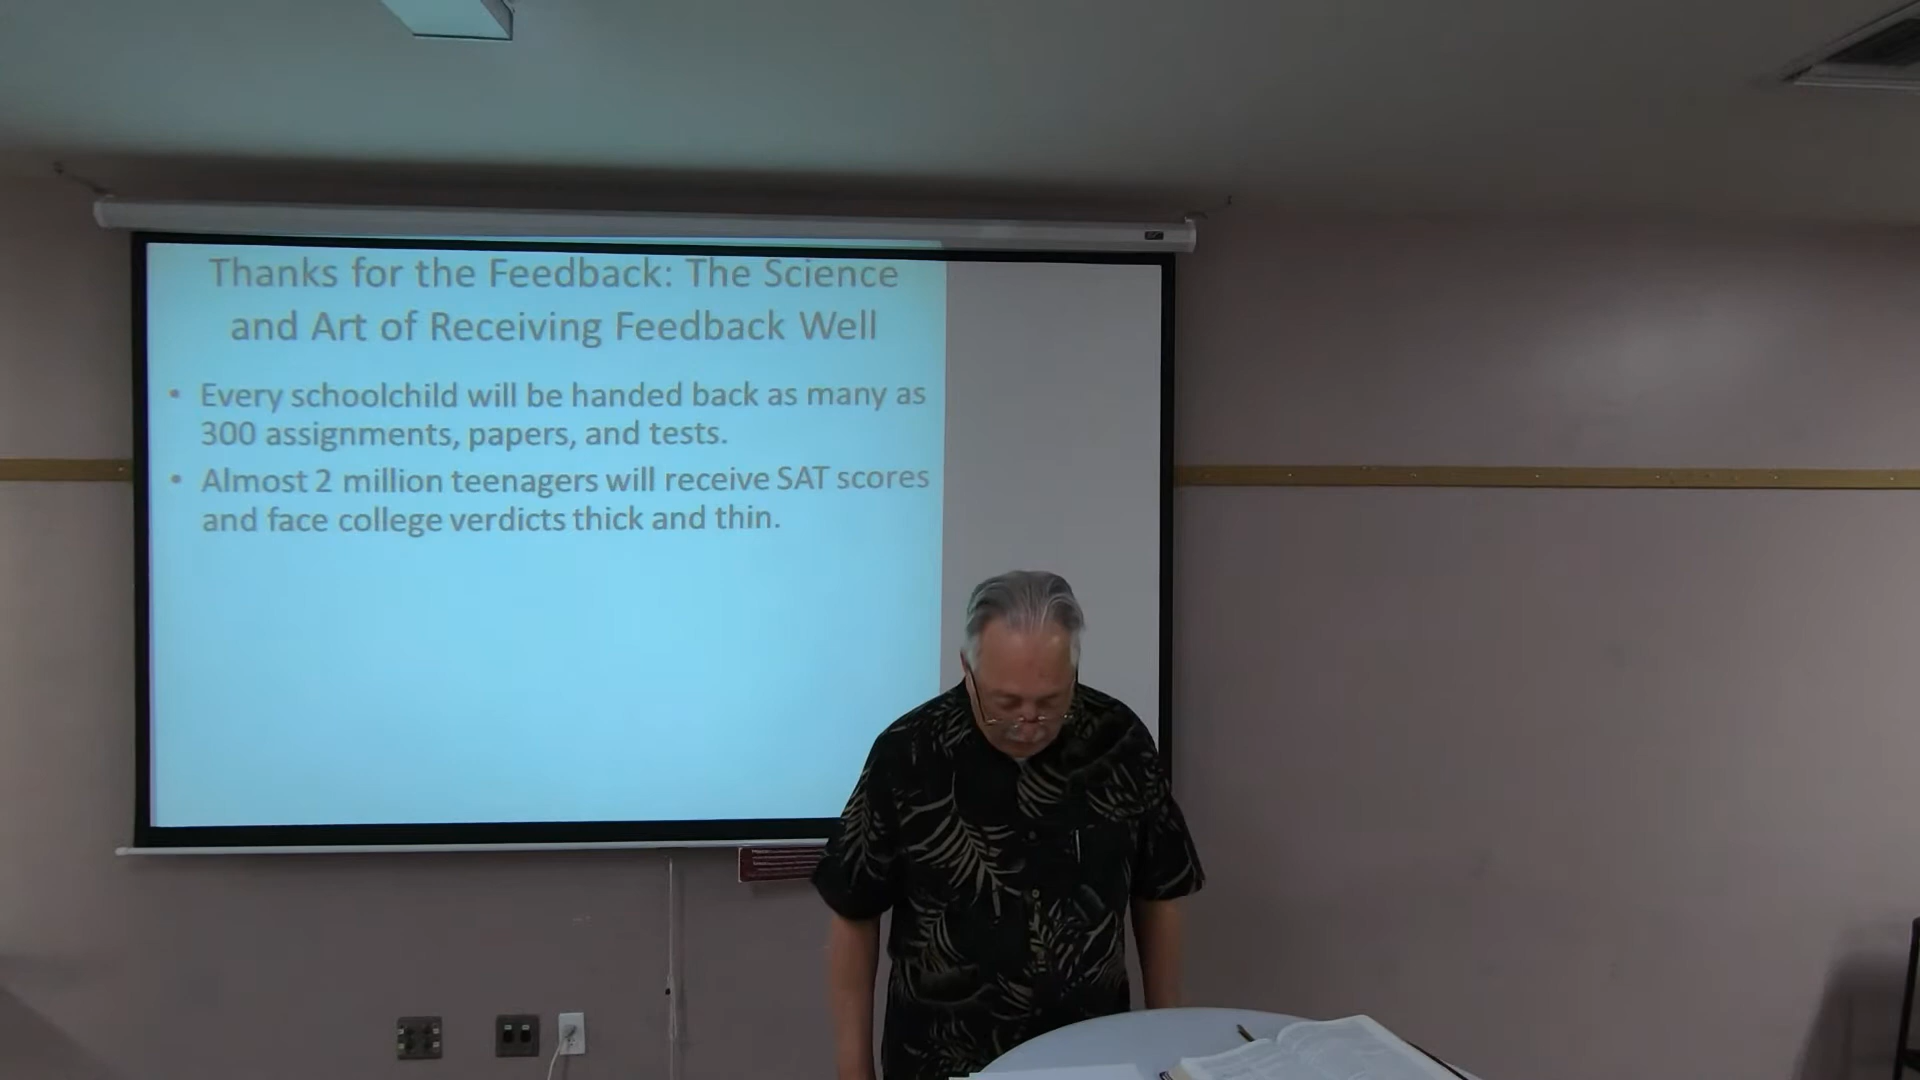 Thanks for the Feedback: The Science
and Art of Receiving Feedback Well
• Every schoolchild will be handed back as many as
300 assignments, papers, and tests.
• Almost 2 million teenagers will receive SAT scores
and face college verdicts thick and thin.